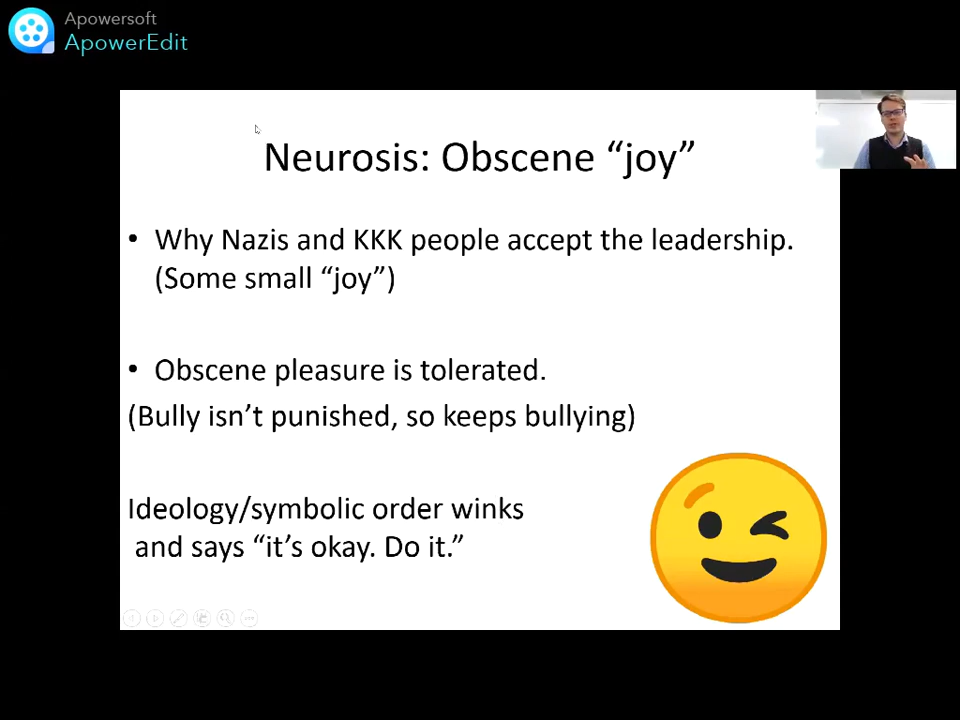 Apowersoft
ApowerEdit
Neurosis: Obscene “joy”
• Why Nazis and KKK people accept the leadership.
(Some small “joy”)
• Obscene pleasure is tolerated.
(Bully isn’t punished, so keeps bullying)
Ideology/symbolic order winks
and says “it’s okay. Do it.”